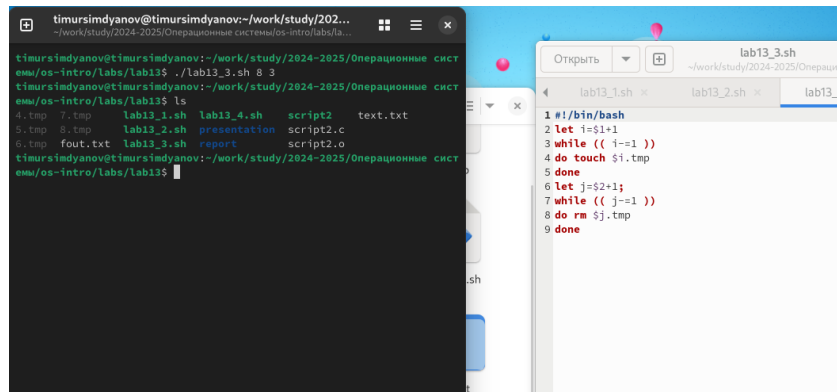 timursimdyanov@timursimdyanov:~/work/study/202...
~/work/study/2024-2025/Операционные системы/os-intro/labs/la...
timursimdyanov@timursimdyanov:~/work/study/2024-2025/Операционные сист
емы/os-intro/labs/lab13$ ./lab13_3.sh 8 3
timursimdyanov@timursimdyanov:~/work/study/2024-2025/Операционные сист
емы/os-intro/labs/lab13$ ls
4.tmp 7.tmp lab13_1.sh lab13_4.sh script2 text.txt
5.tmp 8.tmp lab13_2.sh presentation script2.c
6.tmp fout.txt lab13_3.sh report script2.o
timursimdyanov@timursimdyanov:~/work/study/2024-2025/Операционные сист
емы/os-intro/labs/lab13$
.sh
Открыть
lab13_3.sh
~/work/study/2024-2025/Операци
lab13_1.sh × lab13_2.sh × lab13_
1 #!/bin/bash
2 let i=$1+1
3 while (( i-=1 ))
4 do touch $i.tmp
5 done
6 let j=$2+1;
7 while (( j-=1 ))
8 do rm $j.tmp
9 done